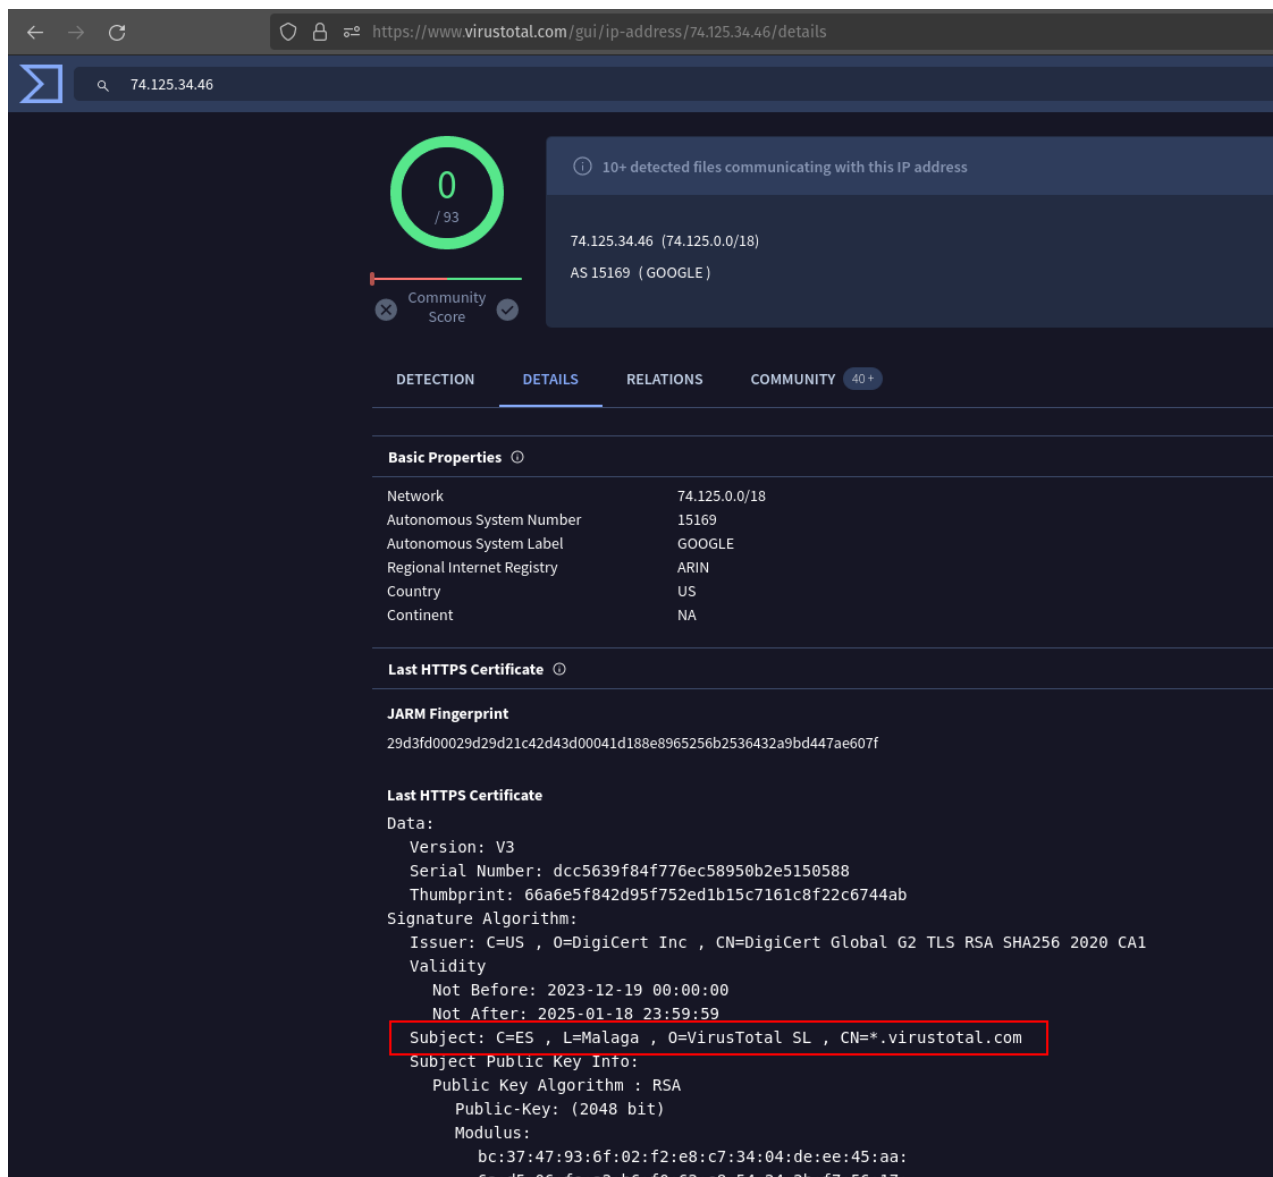 https://www.virustotal.com/gui/ip-address/74.125.34.46/details
74.125.34.46
0
/ 93
10+ detected files communicating with this IP address
74.125.34.46 (74.125.0.0/18)
AS 15169 ( GOOGLE )
Community
Score
DETECTION DETAILS RELATIONS COMMUNITY 40 +
Basic Properties
Network 74.125.0.0/18
Autonomous System Number 15169
Autonomous System Label GOOGLE
Regional Internet Registry ARIN
Country US
Continent NA
Last HTTPS Certificate
JARM Fingerprint
29d3fd00029d29d21c42d43d00041d188e8965256b2536432a9bd447ae607f
Last HTTPS Certificate
Data:
Version: V3
Serial Number: dcc5639f84f776ec58950b2e5150588
Thumbprint: 66a6e5f842d95f752ed1b15c7161c8f22c6744ab
Signature Algorithm:
Issuer: C=US , O=DigiCert Inc , CN=DigiCert Global G2 TLS RSA SHA256 2020 CA1
Validity
Not Before: 2023-12-19 00:00:00
Not After: 2025-01-18 23:59:59
Subject: C=ES , L=Malaga , O=VirusTotal SL , CN=*.virustotal.com
Subject Public Key Info:
Public Key Algorithm : RSA
Public-Key: (2048 bit)
Modulus:
bc:37:47:93:6f:02:f2:e8:c7:34:04:de:ee:45:aa: